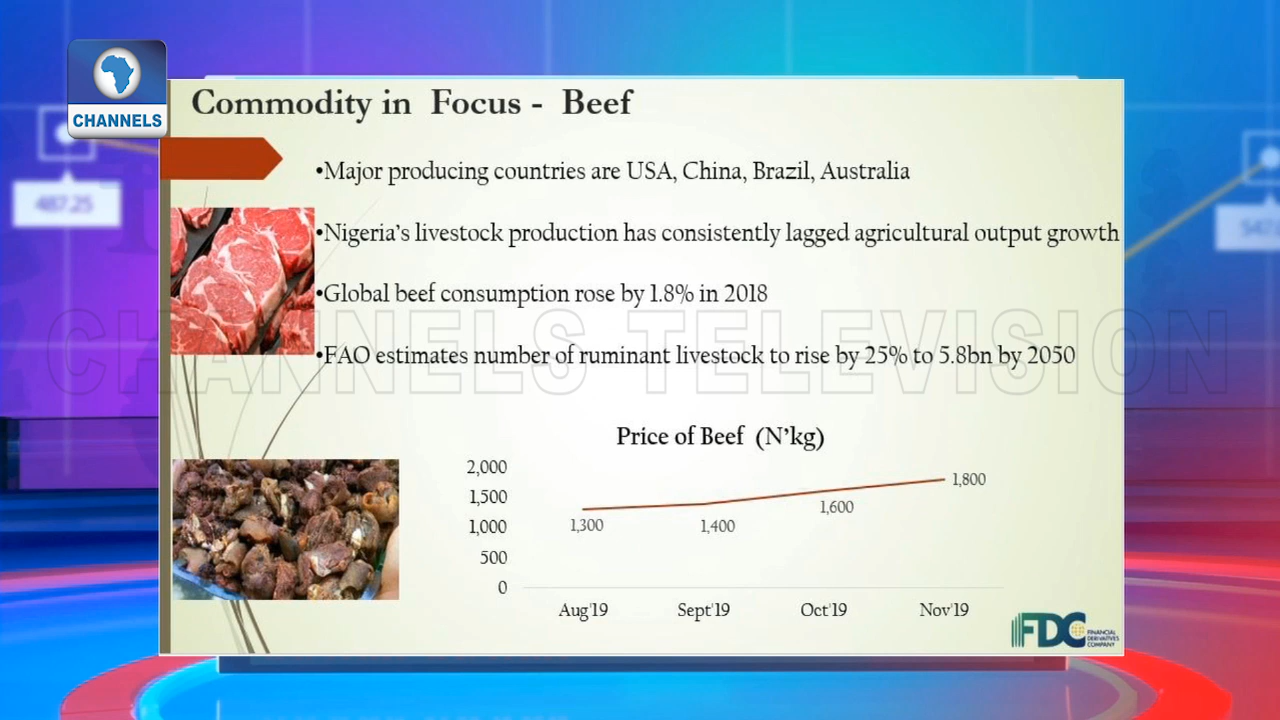 CHANNELS
Commodity in Focus - Beef
487.25
•Major producing countries are USA, China, Brazil, Australia
•Nigeria’s livestock production has consistently lagged agricultural output growth
•Global beef consumption rose by 1.8% in 2018
CHANNELS TELEVISION
•FAO estimates number of ruminant livestock to rise by 25% to 5.8bn by 2050
Price of Beef (N’kg)
2,000
1,500
1,000
500
0
1,300
1,400
1,600
1,800
Aug'19 Sept'19 Oct'19 Nov'19
FDC
FINANCIAL
DERIVATIVES
COMPANY